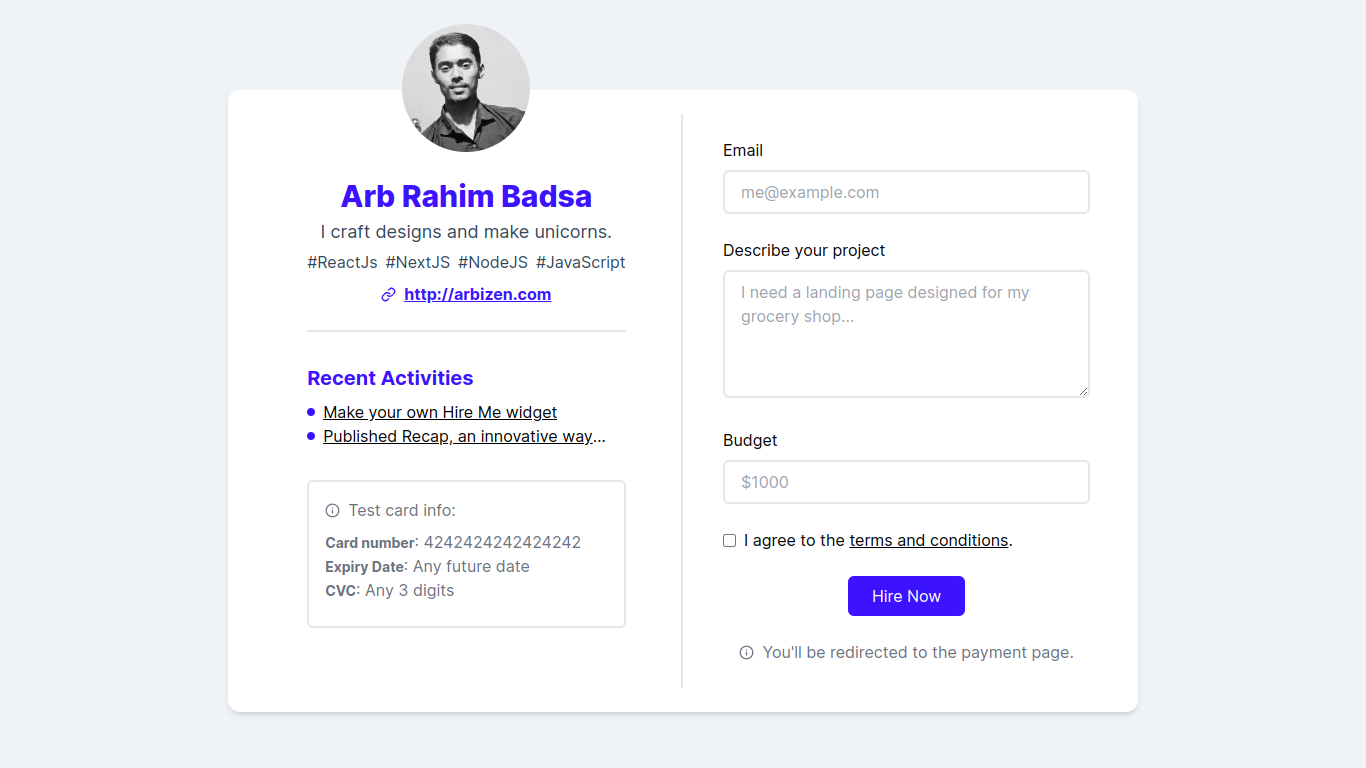 Arb Rahim Badsa
I craft designs and make unicorns.
#ReactJs #NextJS #NodeJS #JavaScript
http://arbizen.com
Recent Activities
Make your own Hire Me widget
Published Recap, an innovative way...
Test card info:
Card number: 4242424242424242
Expiry Date: Any future date
CVC: Any 3 digits
Email
me@example.com
Describe your project
I need a landing page designed for my
grocery shop...
Budget
$1000
I agree to the terms and conditions.
Hire Now
You'll be redirected to the payment page.